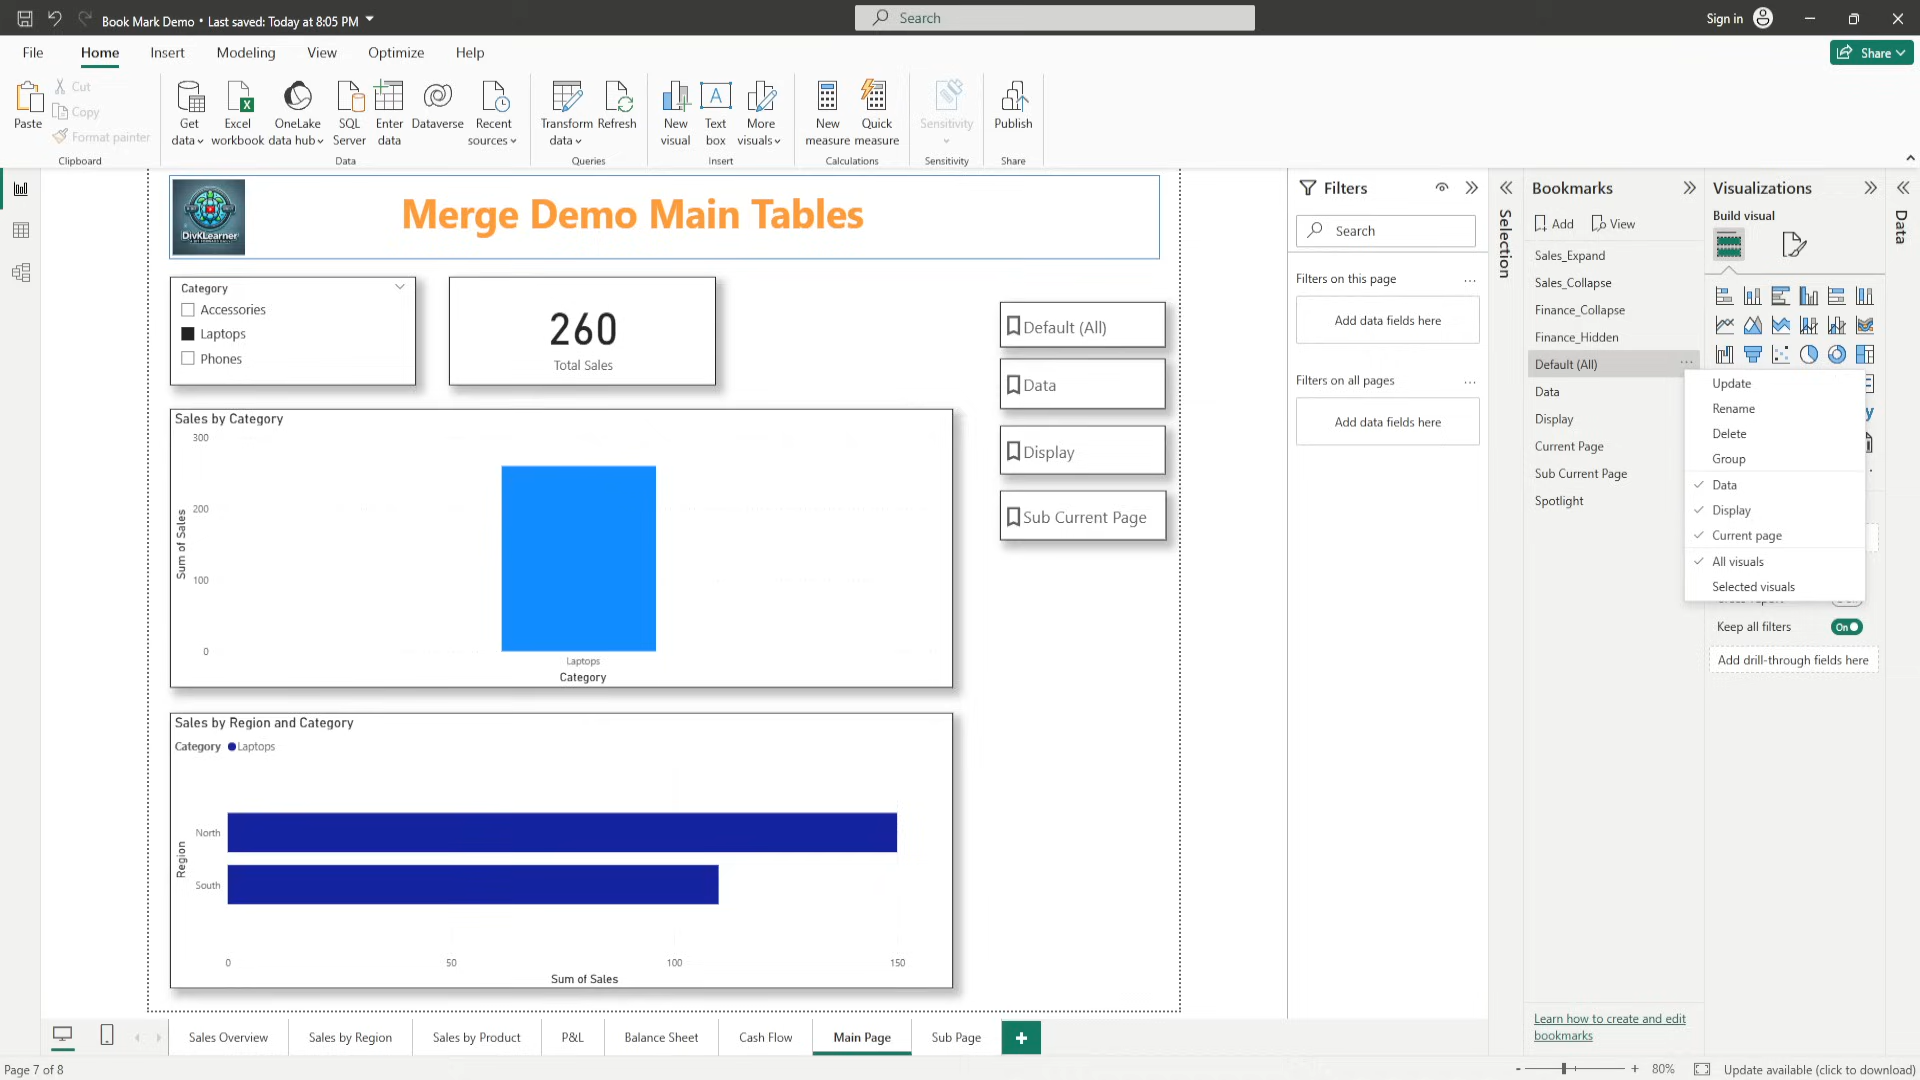 Book Mark Demo • Last saved: Today at 8:05 PM
Search
Sign in
File Home Insert Modeling View Optimize Help
Share
Paste
Cut
Copy
Format painter
Clipboard
Get data
Excel workbook
OneLake data hub
SQL Server
Enter data
Dataverse
Recent sources
Data
Transform data
Refresh
Queries
New visual
Text box
More visuals
Insert
New measure
Quick measure
Calculations
Sensitivity
Sensitivity
Publish
Share
DivKLearner
Merge Demo Main Tables
Category
Accessories
Laptops
Phones
260
Total Sales
Default (All)
Data
Display
Sub Current Page
Sales by Category
Sum of Sales
300
200
100
0
Laptops
Category
Sales by Region and Category
Category Laptops
Region
North
South
0 50 100 150
Sum of Sales
Filters
Search
Filters on this page
Add data fields here
Filters on all pages
Add data fields here
Selection
Bookmarks
Add View
Sales_Expand
Sales_Collapse
Finance_Collapse
Finance_Hidden
Default (All)
Data
Display
Current Page
Sub Current Page
Spotlight
Update
Rename
Delete
Group
Data
Display
Current page
All visuals
Selected visuals
Learn how to create and edit
bookmarks
Visualizations
Build visual
Keep all filters On
Add drill-through fields here
Data
Sales Overview Sales by Region Sales by Product P&L Balance Sheet Cash Flow Main Page Sub Page +
Page 7 of 8
- + 80%
Update available (click to download)